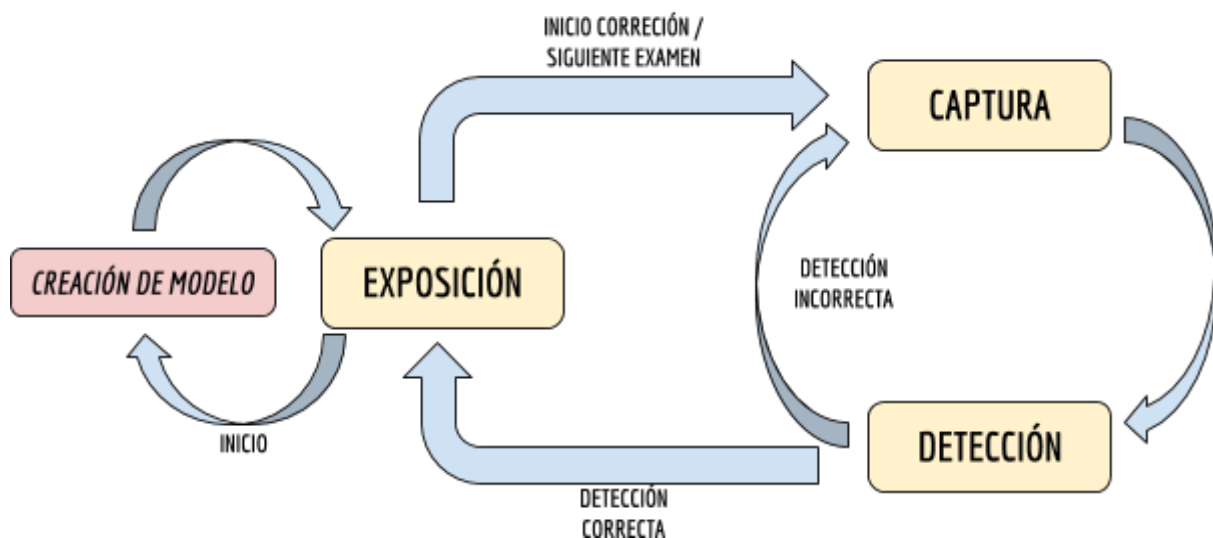 INICIO CORRECIÓN /
SIGUIENTE EXAMEN
CAPTURA
CREACIÓN DE MODELO
EXPOSICIÓN
DETECCIÓN
INCORRECTA
INICIO
DETECCIÓN
DETECCIÓN
CORRECTA